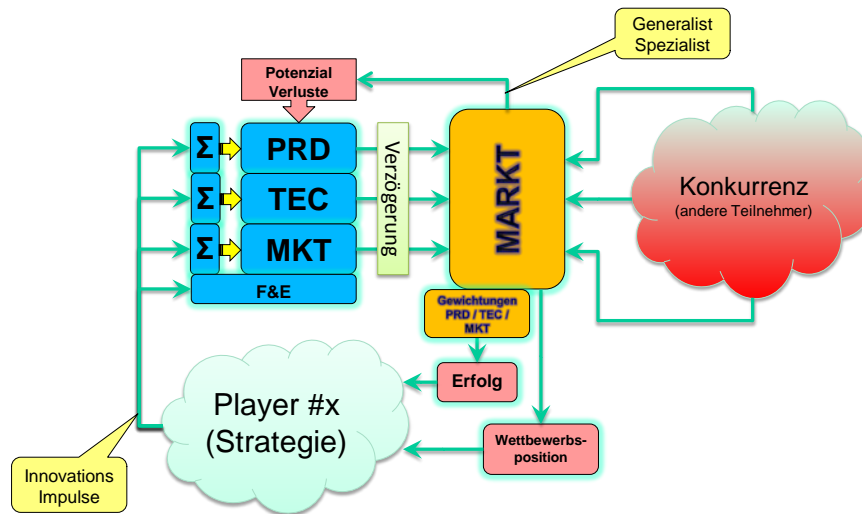 Generalist
Spezialist
Potenzial
Verluste
Σ
PRD
Σ
TEC
Σ
MKT
F&E
Verzögerung
MARKT
Konkurrenz
(andere Teilnehmer)
Gewichtungen
PRD / TEC /
MKT
Erfolg
Player #x
(Strategie)
Wettbewerbs-
position
Innovations
Impulse